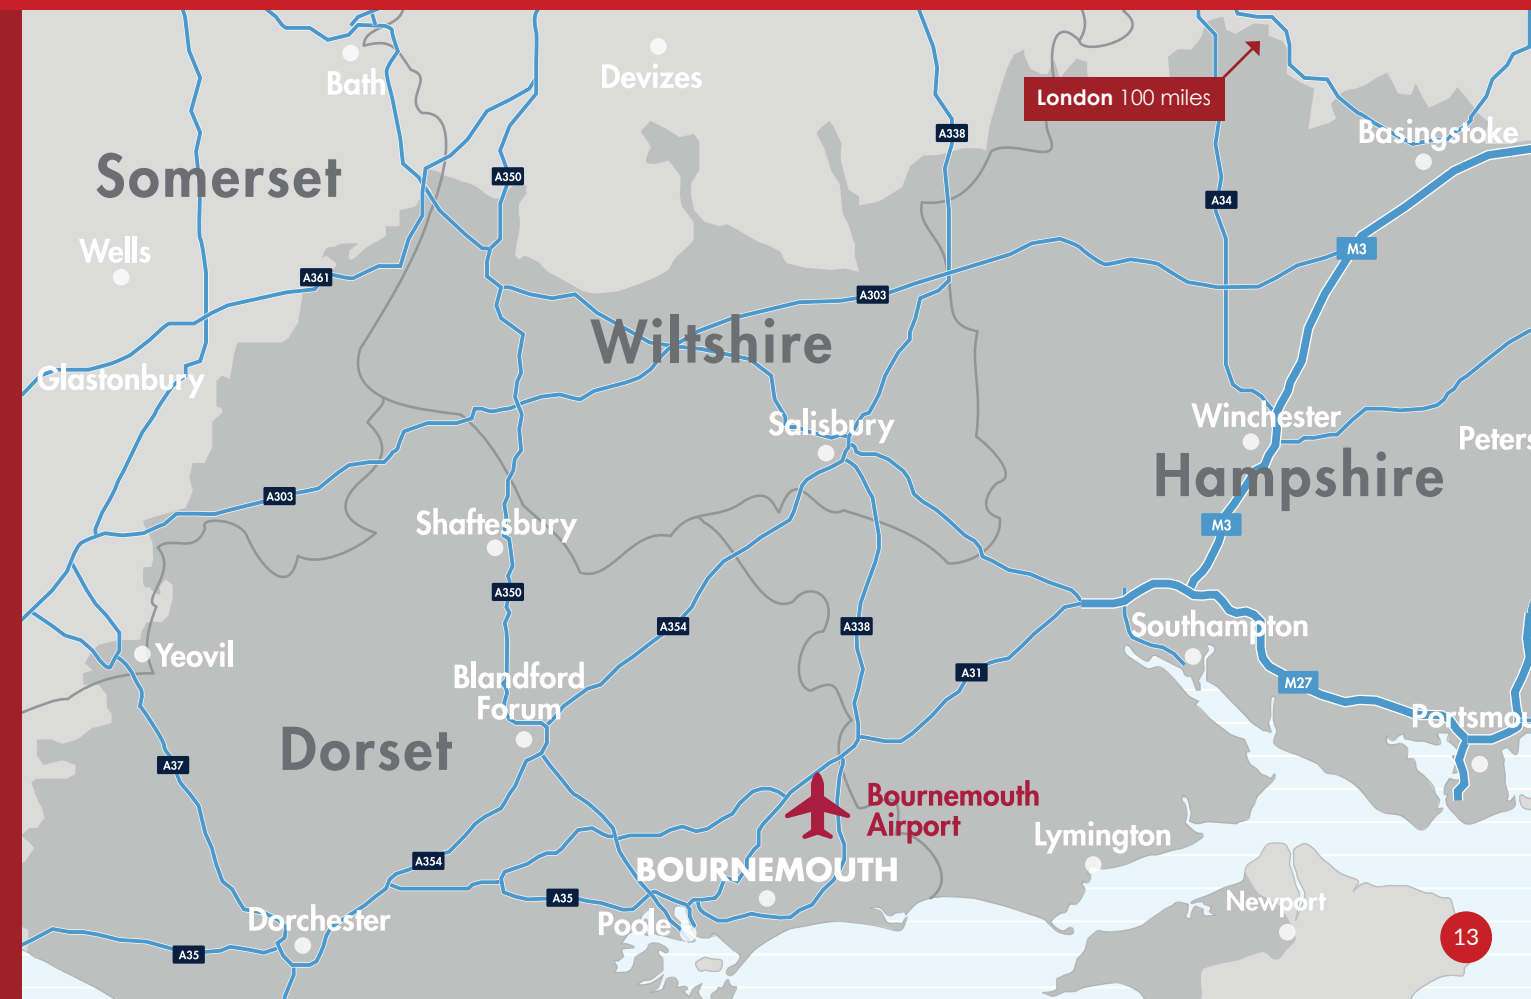 Bath
Devizes
London 100 miles
A338
Basingstoke
Somerset
A350
A34
Wells
M3
A361
A303
Wiltshire
Glastonbury
Salisbury
Winchester
Peters
Hampshire
A303
Shaftesbury
M3
A350
A354
A338
Southampton
Yeovil
A31
Blandford
Forum
M27
Portsmou
Dorset
A37
Bournemouth
Airport
Lymington
A354
BOURNEMOUTH
A35
Newport
Dorchester
Poole
13
A35